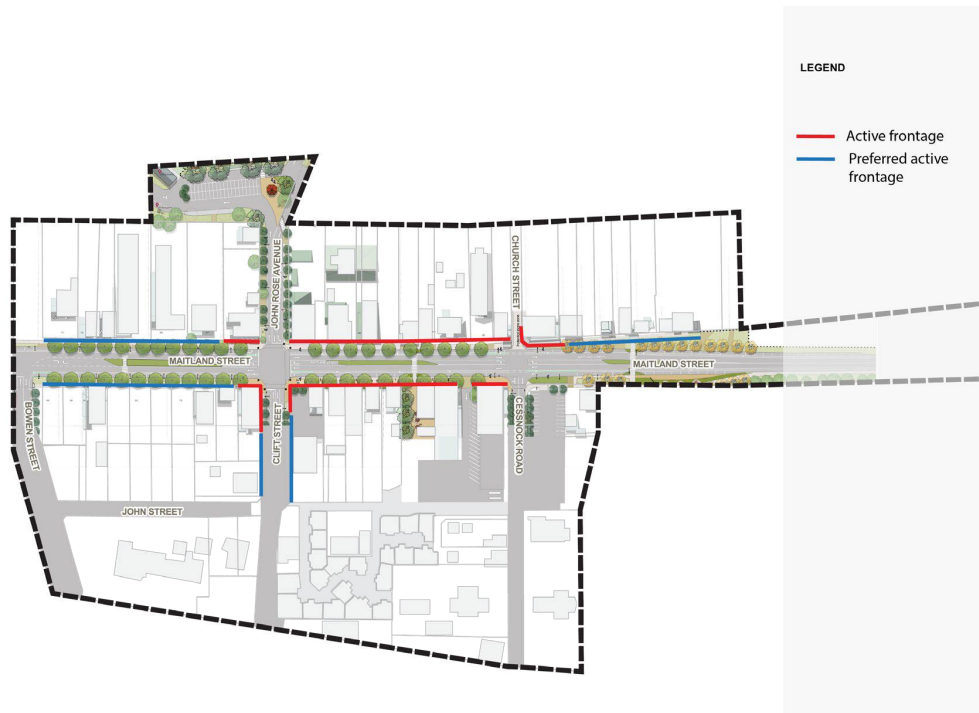 LEGEND
Active frontage
Preferred active
frontage
JOHN ROSE AVENUE
CHURCH STREET
MAITLAND STREET
MAITLAND STREET
BOWEN STREET
CLIFT STREET
CESSNOCK ROAD
JOHN STREET